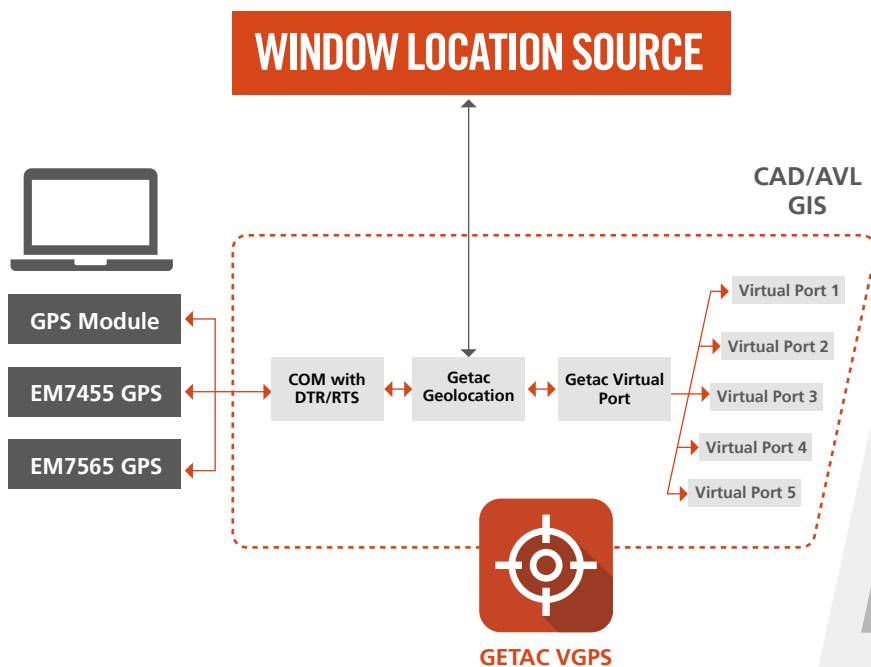 WINDOW LOCATION SOURCE
CAD/AVL
GIS
GPS Module
EM7455 GPS
EM7565 GPS
COM with
DTR/RTS
Getac
Geolocation
Getac Virtual
Port
Virtual Port 1
Virtual Port 2
Virtual Port 3
Virtual Port 4
Virtual Port 5
GETAC VGPS